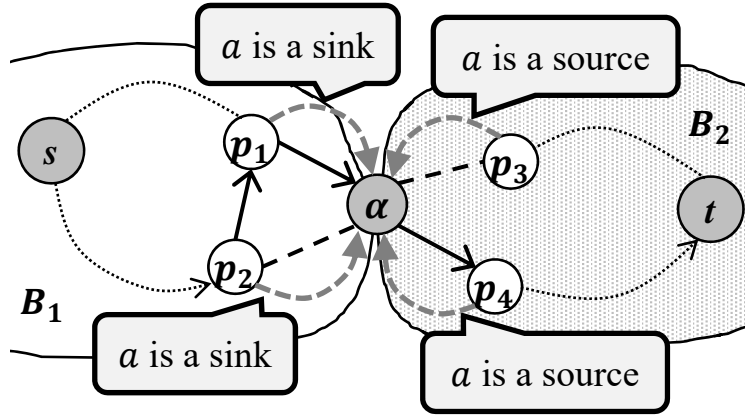 a is a sink
a is a source
s
p₁
p₃
B₂
α
t
p₂
p₄
B₁
a is a sink
a is a source